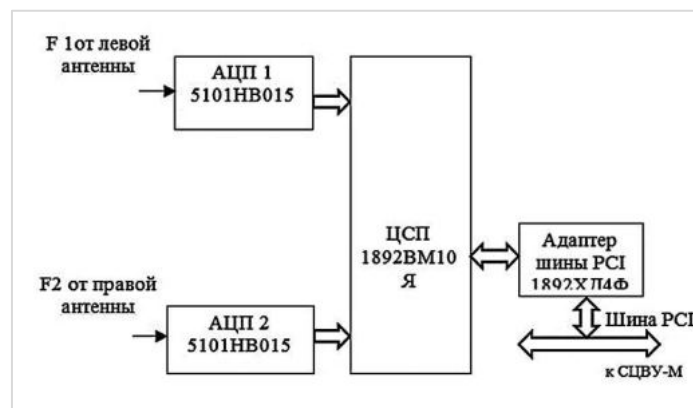 F 1от левой
антенны
АЦП 1
5101НВ015
ЦСП
1892ВМ10
Я
Адаптер
шины PCI
1892ХД4Ф
Шина PCI
к СЦВУ-М
F2 от правой
антенны
АЦП 2
5101НВ015